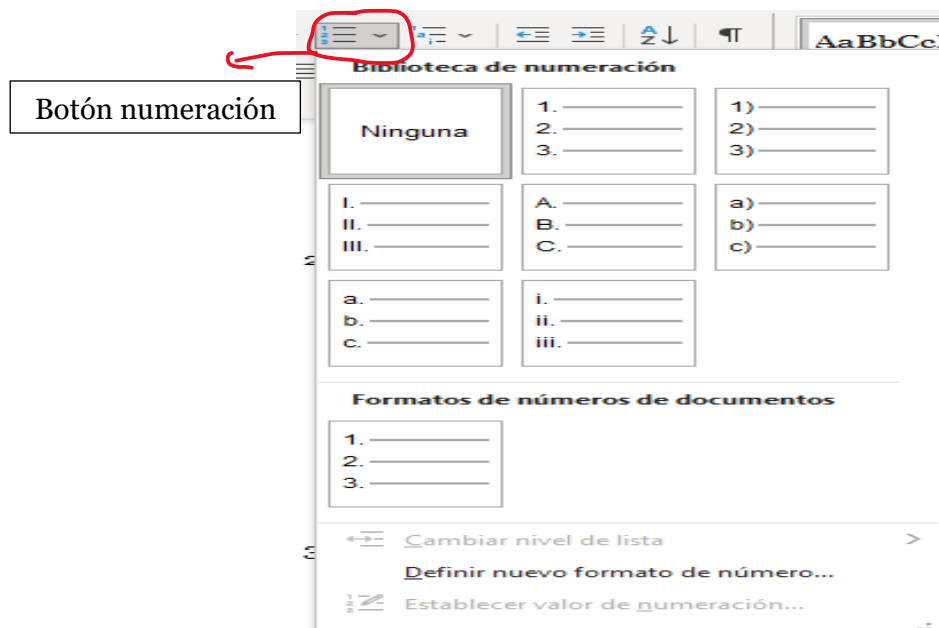 AaBbCc
Biblioteca de numeración
Botón numeración
Ninguna
1.
2.
3.
1)
2)
3)
I.
II.
III.
A.
B.
C.
a)
b)
c)
a.
b.
c.
i.
ii.
iii.
Formatos de números de documentos
1.
2.
3.
Cambiar nivel de lista
Definir nuevo formato de número...
Establecer valor de numeración...